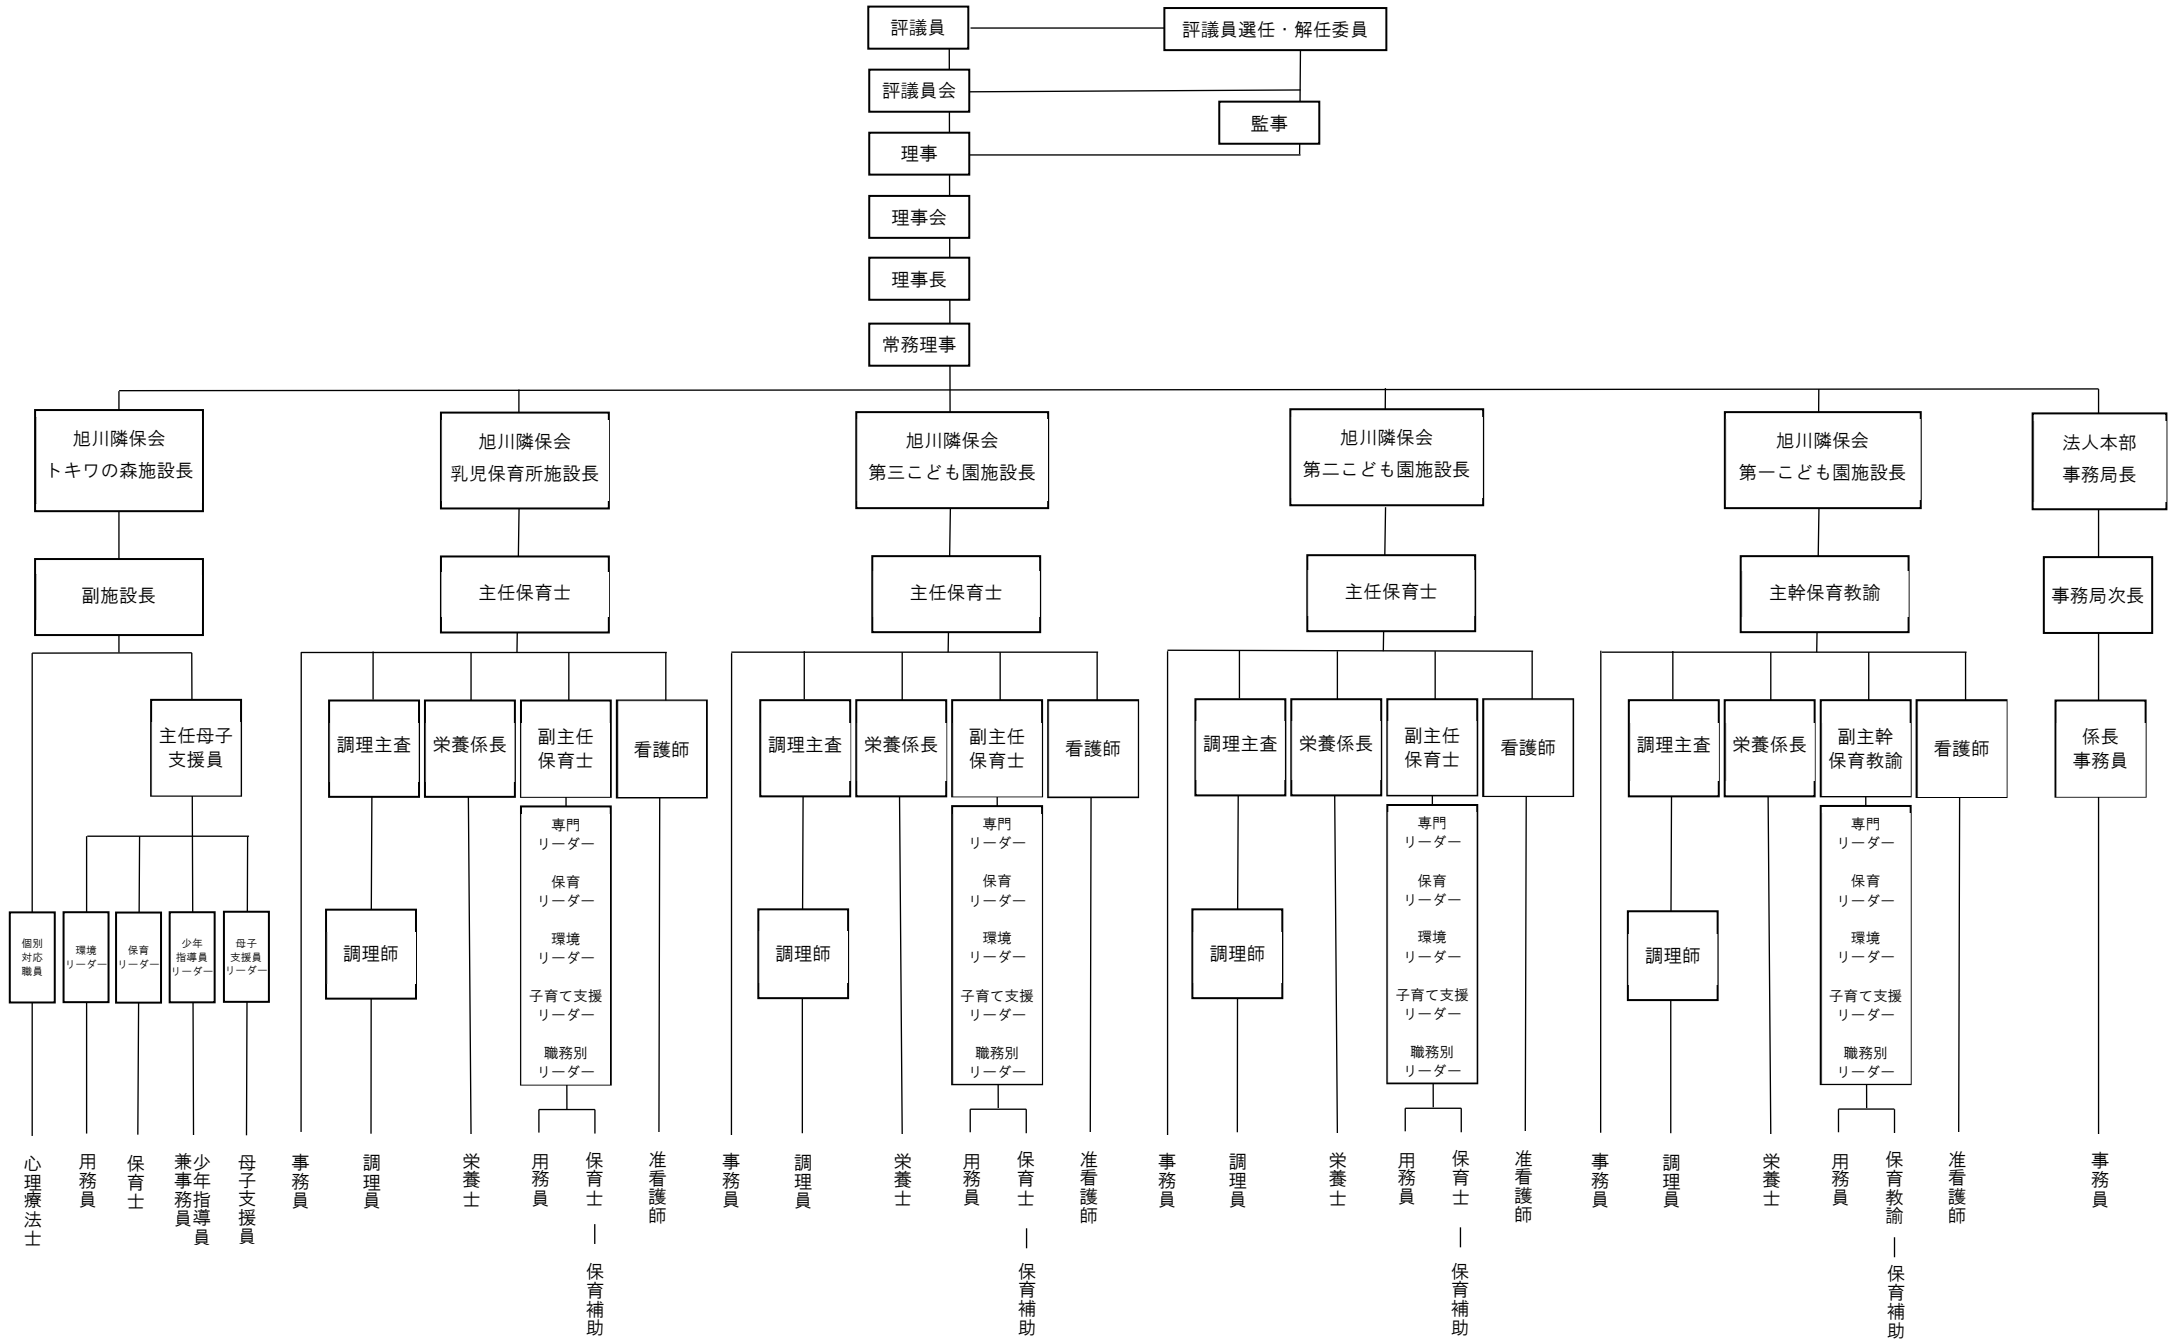 評議員
評議員選任・解任委員
評議員会
監事
理事
理事会
理事長
常務理事
旭川隣保会
トキワの森施設長
旭川隣保会
乳児保育所施設長
旭川隣保会
第三こども園施設長
旭川隣保会
第二こども園施設長
旭川隣保会
第一こども園施設長
法人本部
事務局長
副施設長
主任保育士
主任保育士
主任保育士
主幹保育教諭
事務局次長
主任母子
支援員
調理主査
栄養係長
副主任
保育士
看護師
調理主査
栄養係長
副主任
保育士
看護師
調理主査
栄養係長
副主任
保育士
看護師
調理主査
栄養係長
副主幹
保育教諭
看護師
係長
事務員
個別
対応
職員
環境
リーダー
保育
リーダー
少年
指導員
リーダー
母子
支援員
リーダー
調理師
専門
リーダー
保育
リーダー
環境
リーダー
子育て支援
リーダー
職務別
リーダー
調理師
専門
リーダー
保育
リーダー
環境
リーダー
子育て支援
リーダー
職務別
リーダー
調理師
専門
リーダー
保育
リーダー
環境
リーダー
子育て支援
リーダー
職務別
リーダー
調理師
専門
リーダー
保育
リーダー
環境
リーダー
子育て支援
リーダー
職務別
リーダー
心理療法士
用務員
保育士
少年指導員
兼事務員
母子支援員
事務員
調理員
栄養士
用務員
保育士 ― 保育補助
准看護師
事務員
調理員
栄養士
用務員
保育士 ― 保育補助
准看護師
事務員
調理員
栄養士
用務員
保育士 ― 保育補助
准看護師
事務員
調理員
栄養士
用務員
保育教諭 ― 保育補助
准看護師
事務員